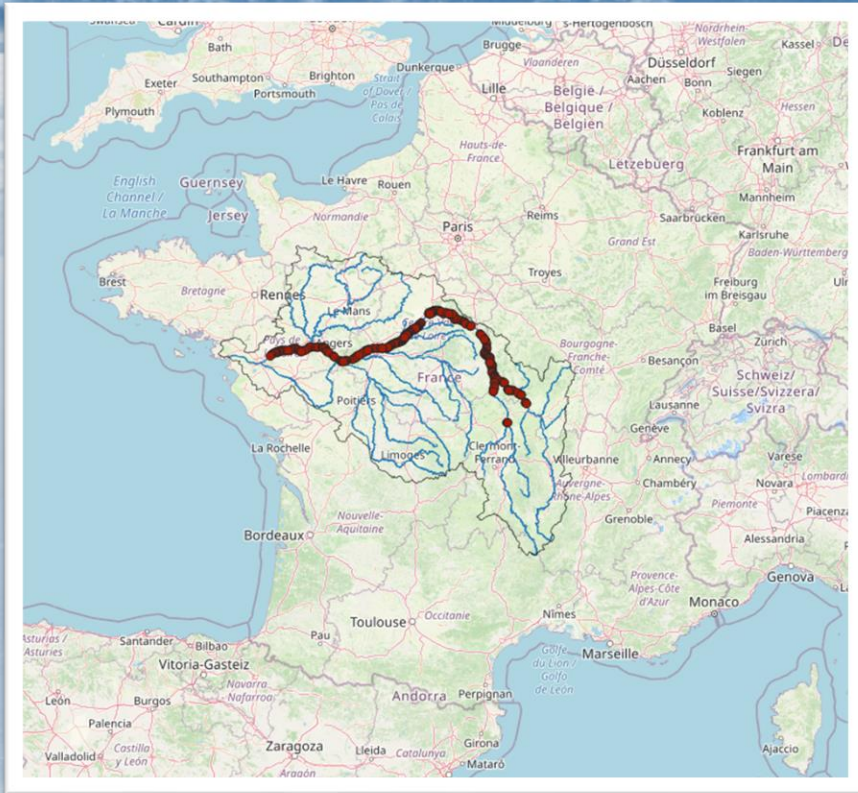 Swansea
Cardiff
Bath
Exeter
Southampton
Brighton
Plymouth
Portsmouth
Strait
of Dover /
Pas de
Calais
Dunkerque
Middelburg
's-Hertogenbosch
Brugge
Vlaanderen
Lille
België /
Belgique /
Belgien
Düsseldorf
Aachen
Bonn
Siegen
Kassel
Nordrhein-
Westfalen
Koblenz
Hessen
Frankfurt am
Main
Mannheim
Lëtzebuerg
Saarbrücken
Karlsruhe
Baden-Württemberg
English
Channel /
La Manche
Guernsey
Jersey
Le Havre
Rouen
Hauts-de-
France
Normandie
Paris
Reims
Grand Est
Troyes
Freiburg
im Breisgau
Basel
Zürich
Brest
Bretagne
Rennes
Le Mans
Pays de
Angers
Bourgogne-
Franche-
Comté
Besançon
Schweiz/
Suisse/Svizzera/
Svizra
Lausanne
Genève
France
Poitiers
La Rochelle
Limoges
Clermont-
Ferrand
Villeurbanne
Annecy
Chambéry
Auvergne-
Rhône-Alpes
Grenoble
Varese
Novara
Piemonte
Alessandria
Genova
Nouvelle-
Aquitaine
Bordeaux
Provence-
Alpes-Côte
d'Azur
Monaco
Toulouse
Occitanie
Nîmes
Marseille
Pau
Golfe
du Lion /
Golfo
de León
Asturias /
Asturies
Santander
Bilbao
Vitoria-Gasteiz
León
Burgos
Navarra -
Nafarroa
Andorra
Perpignan
Palencia
Valladolid
Castilla
y León
Zaragoza
Aragón
Lleida
Catalunya
Girona
Mataró
Ajaccio